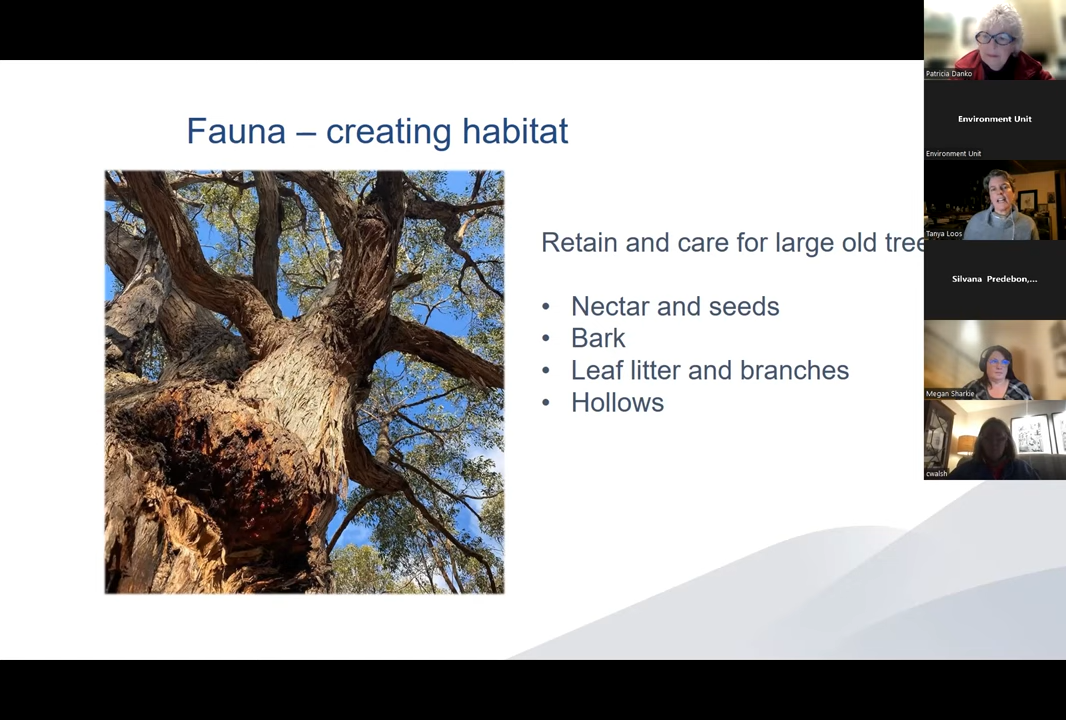 Fauna – creating habitat
Retain and care for large old tree
• Nectar and seeds
• Bark
• Leaf litter and branches
• Hollows
Patricia Danko
Environment Unit
Environment Unit
Tanya Loos
Silvana Predebon,...
Megan Sharkie
cwalsh